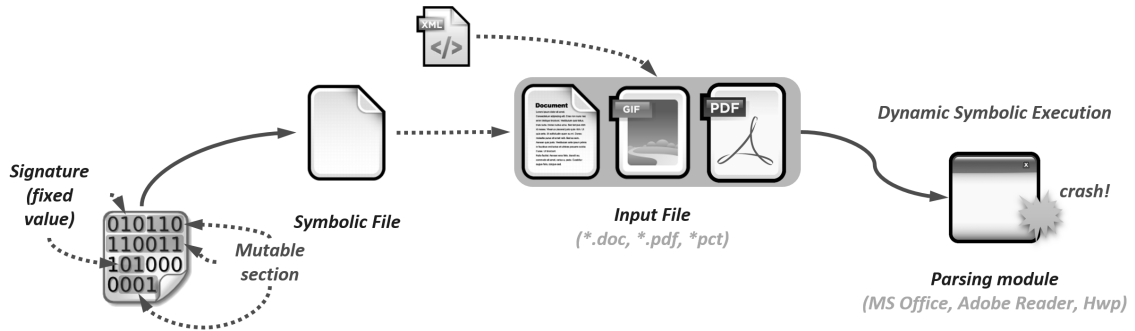 XML
</>
Document
GIF
PDF
Dynamic Symbolic Execution
x
crash!
Signature
(fixed
value)
010110
110011
101000
0001
Mutable
section
Symbolic File
Input File
(*.doc, *.pdf, *pct)
Parsing module
(MS Office, Adobe Reader, Hwp)